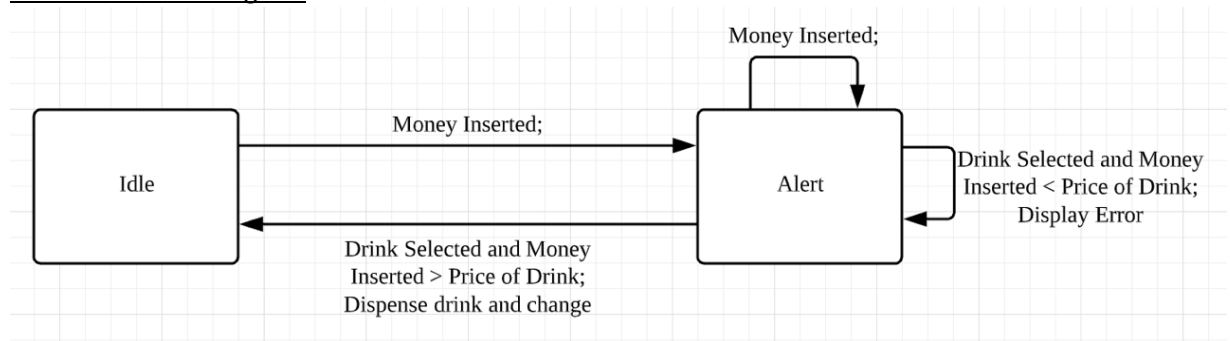 Money Inserted;
Money Inserted;
Idle
Alert
Drink Selected and Money
Inserted < Price of Drink;
Display Error
Drink Selected and Money
Inserted > Price of Drink;
Dispense drink and change